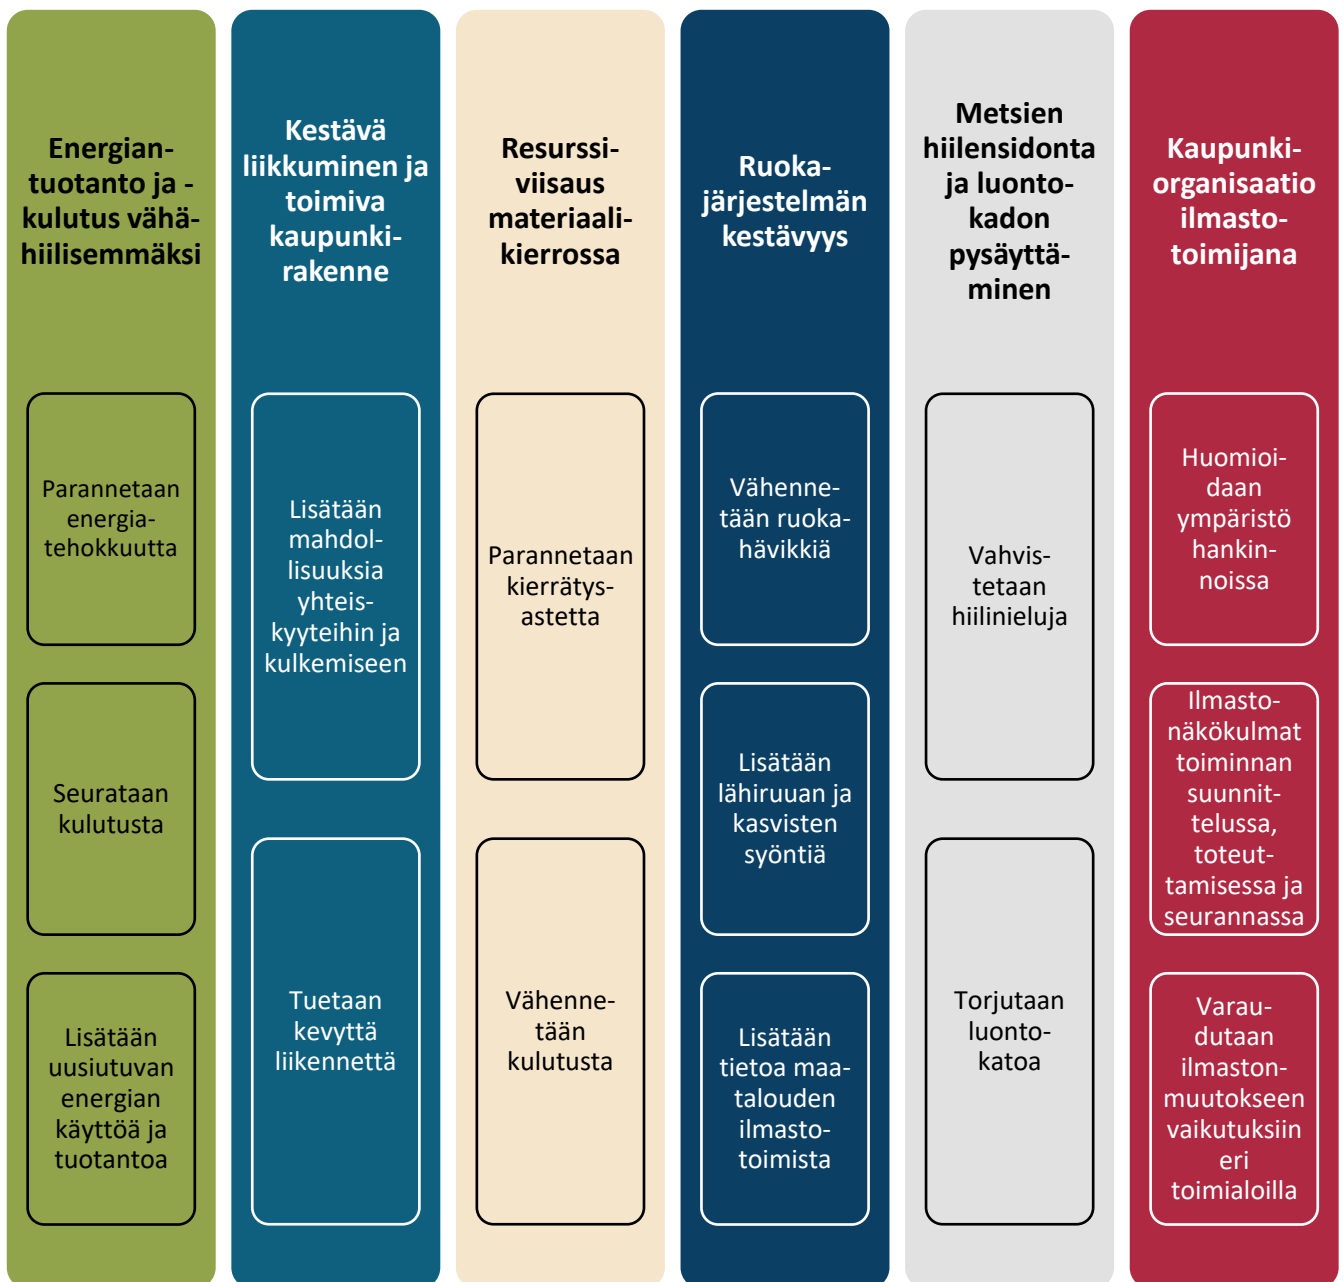 Energian-
tuotanto ja -
kulutus vähä-
hiilisemmäksi
Parannetaan
energia-
tehokkuutta
Seurataan
kulutusta
Lisätään
uusiutuvan
energian
käyttöä ja
tuotantoa
Kestävä
liikkuminen ja
toimiva
kaupunki-
rakenne
Lisätään
mahdol-
lisuuksia
yhteis-
kyyteihin ja
kulkemiseen
Tuetaan
kevyttä
liikennettä
Resurssi-
viisaus
materiaali-
kierrossa
Parannetaan
kierrätys-
astetta
Vähenne-
tään
kulutusta
Ruoka-
järjestelmän
kestävyys
Vähenne-
tään ruoka-
hävikkiä
Lisätään
lähiruuan ja
kasvisten
syöntiä
Lisätään
tietoa maa-
talouden
ilmasto-
toimista
Metsien
hiilensidonta
ja luonto-
kadon
pysäyttä-
minen
Vahvis-
tetaan
hiilinieluja
Torjutaan
luonto-
katoa
Kaupunki-
organisaatio
ilmasto-
toimijana
Huomioi-
daan
ympäristö
hankin-
noissa
Ilmasto-
näkökulmat
toiminnan
suunnit-
telussa,
toteut-
tamisessa ja
seurannassa
Varau-
dutaan
ilmaston-
muutokseen
vaikutuksiin
eri
toimialoilla